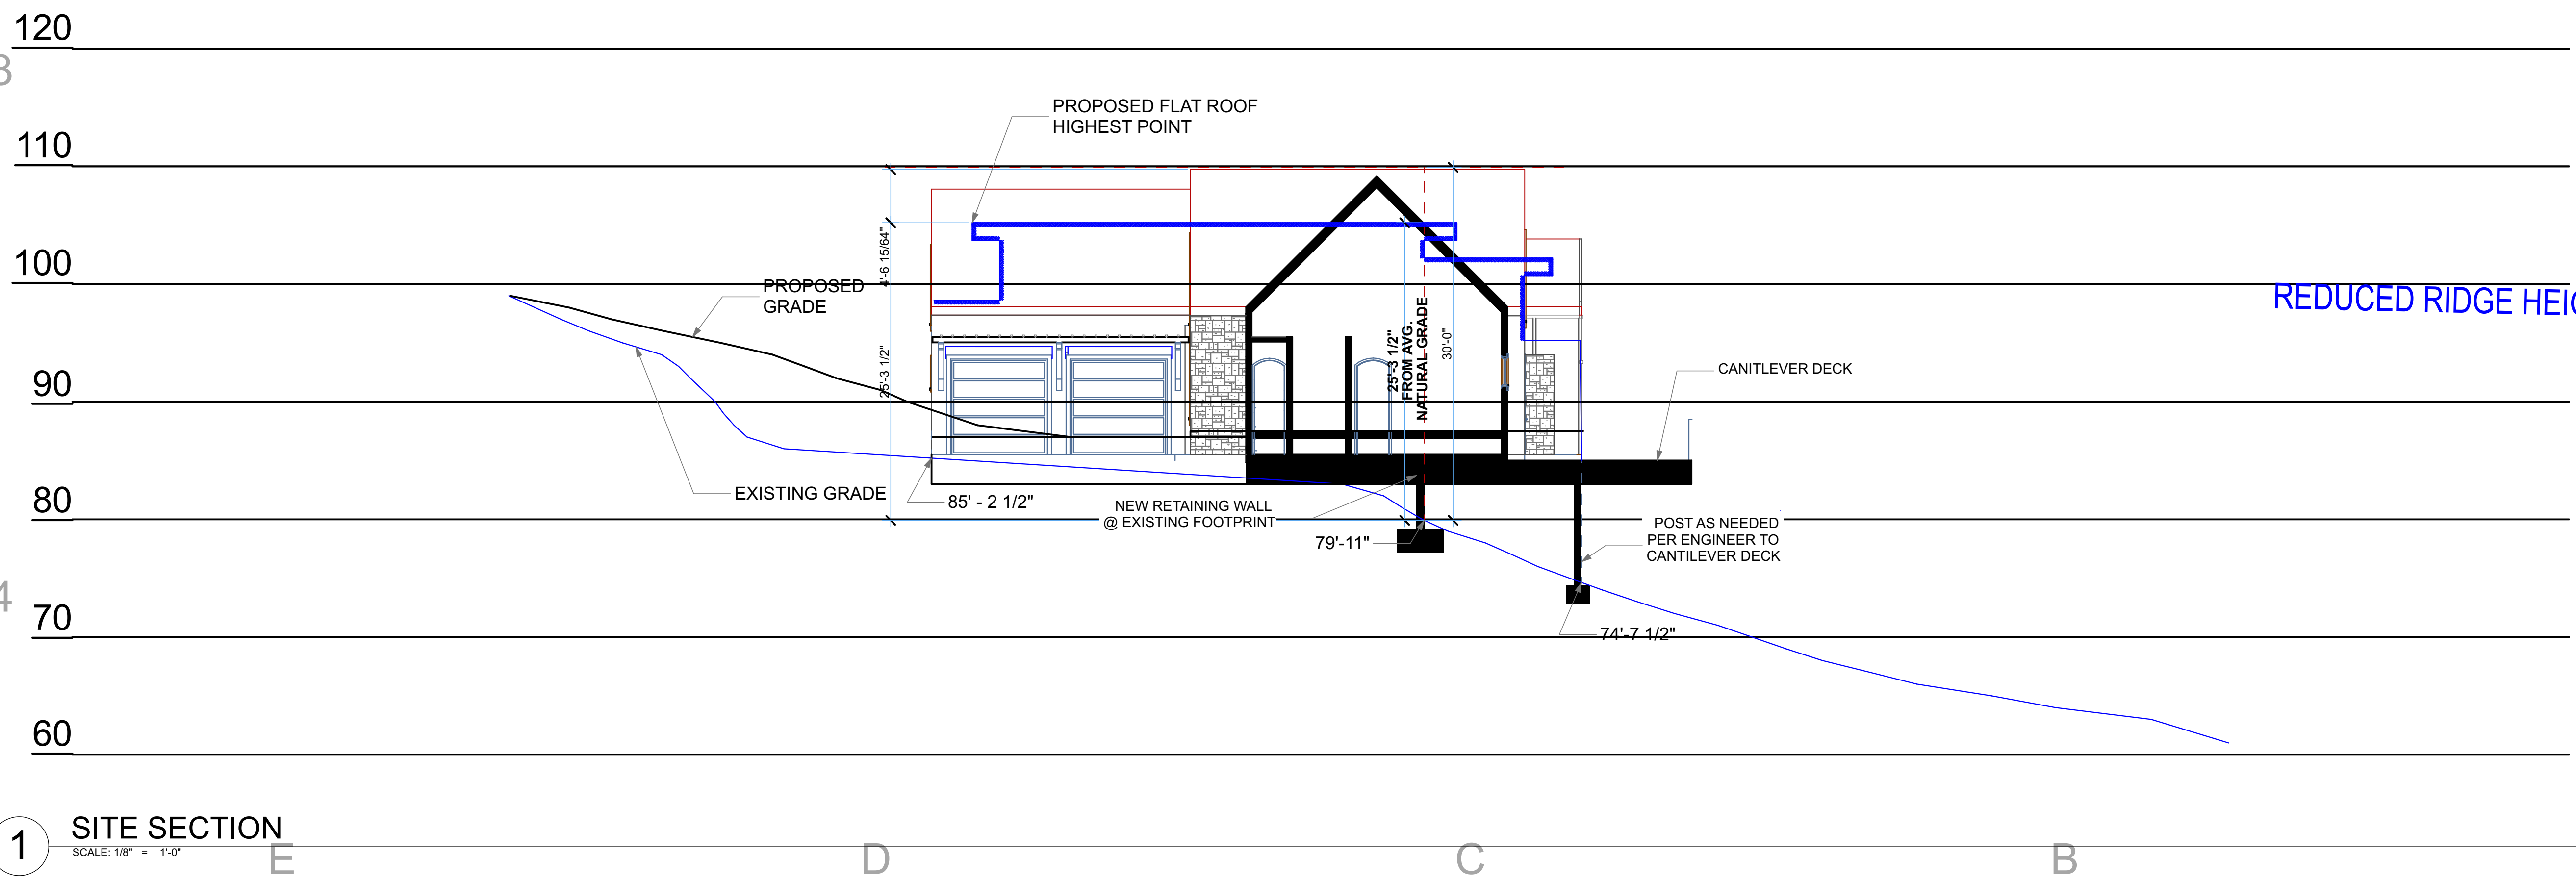 120
3
PROPOSED FLAT ROOF
HIGHEST POINT
110
100
PROPOSED
GRADE
4'-6 15/64"
REDUCED RIDGE HEI
25'-3 1/2"
25'-3 1/2"
FROM AVG.
NATURAL GRADE
30'-0"
90
CANITLEVER DECK
EXISTING GRADE
85' - 2 1/2"
80
NEW RETAINING WALL
@ EXISTING FOOTPRINT
79'-11"
POST AS NEEDED
PER ENGINEER TO
CANTILEVER DECK
4
70
74'-7 1/2"
60
1
SITE SECTION
SCALE: 1/8" = 1'-0"
E
D
C
B